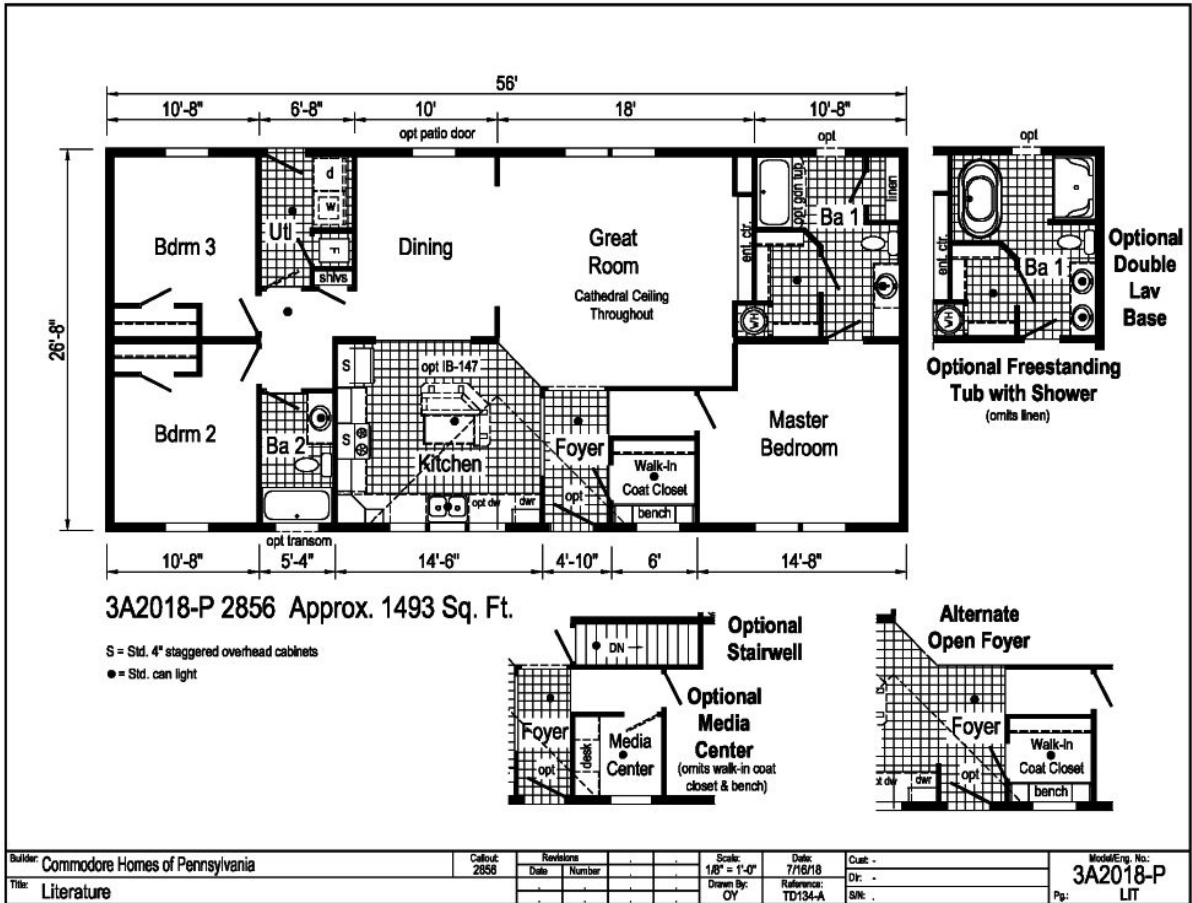 56'
10'-8" 6'-8" 10' 18' 10'-8"
opt patio door
opt
opt
26'-8"
Bdrm 3
Utl
D
W
F
shlvs
Dining
Great
Room
Cathedral Ceiling
Throughout
ent. ctr.
opt gdn tub
Ba 1
linen
WH
ent. ctr.
Ba 1
WH
Optional
Double
Lav
Base
Optional Freestanding
Tub with Shower
(omits linen)
Bdrm 2
Ba 2
S
opt IB-147
S
Kitchen
opt dw
dwr
Foyer
opt
Walk-In
Coat Closet
bench
Master
Bedroom
opt transom
10'-8" 5'-4" 14'-6" 4'-10" 6' 14'-8"
3A2018-P 2856 Approx. 1493 Sq. Ft.
S = Std. 4" staggered overhead cabinets
● = Std. can light
DN
Optional
Stairwell
Foyer
opt
desk
Media
Center
Optional
Media
Center
(omits walk-in coat
closet & bench)
Alternate
Open Foyer
Foyer
opt
dw
dwr
Walk-In
Coat Closet
bench
Builder: Commodore Homes of Pennsylvania
Title: Literature
Callout:
2856
Revisions
Date Number
Scale:
1/8" = 1'-0"
Drawn By:
OY
Date:
7/16/18
Reference:
TD134-A
Cust: -
Dlr: -
S/N: .
Model/Eng. No.:
3A2018-P
Pg.: LIT